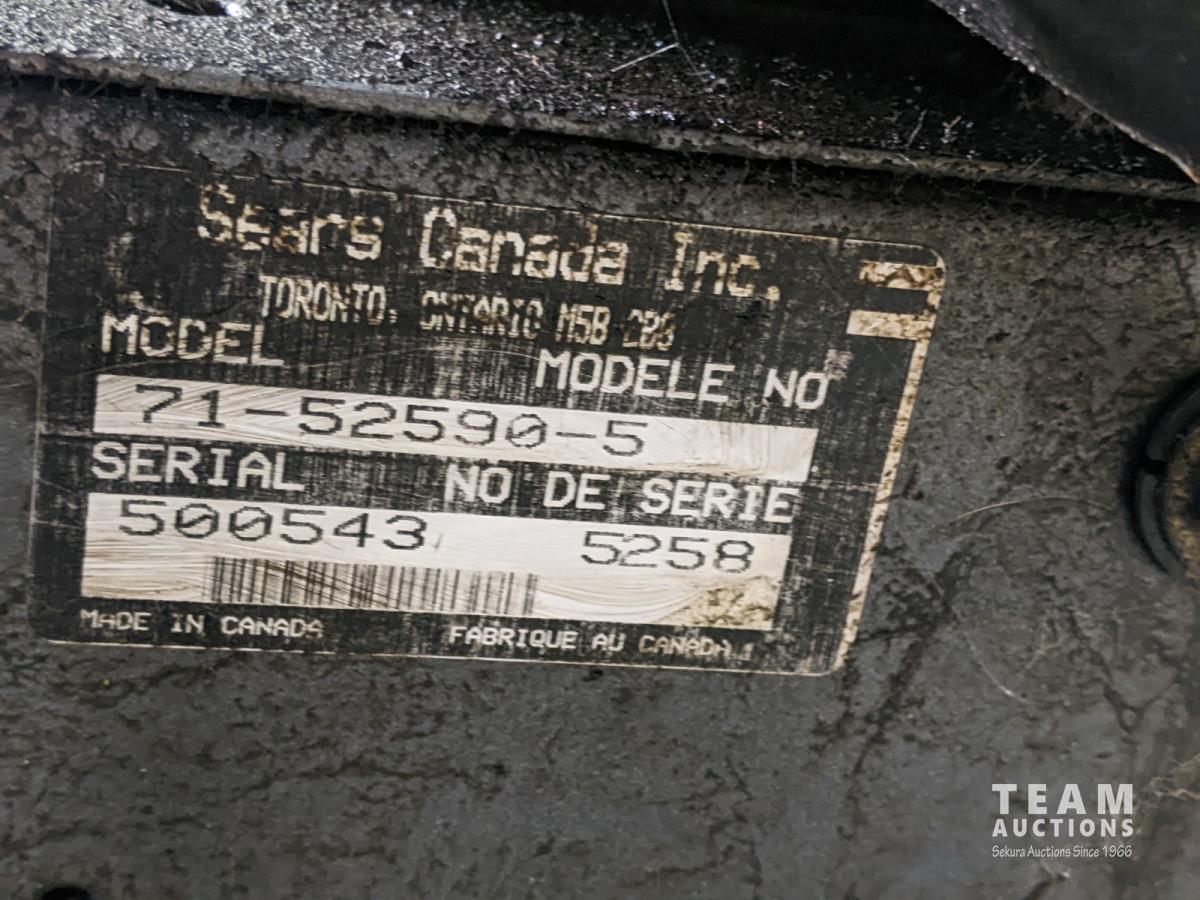 Sears Canada Inc.
TORONTO, ONTARIO M5B 2B8
MODEL MODELE NO
71-52590-5
SERIAL NO DE SERIE
500543 5258
MADE IN CANADA FABRIQUE AU CANADA
TEAM
AUCTIONS
Sekura Auctions Since 1966